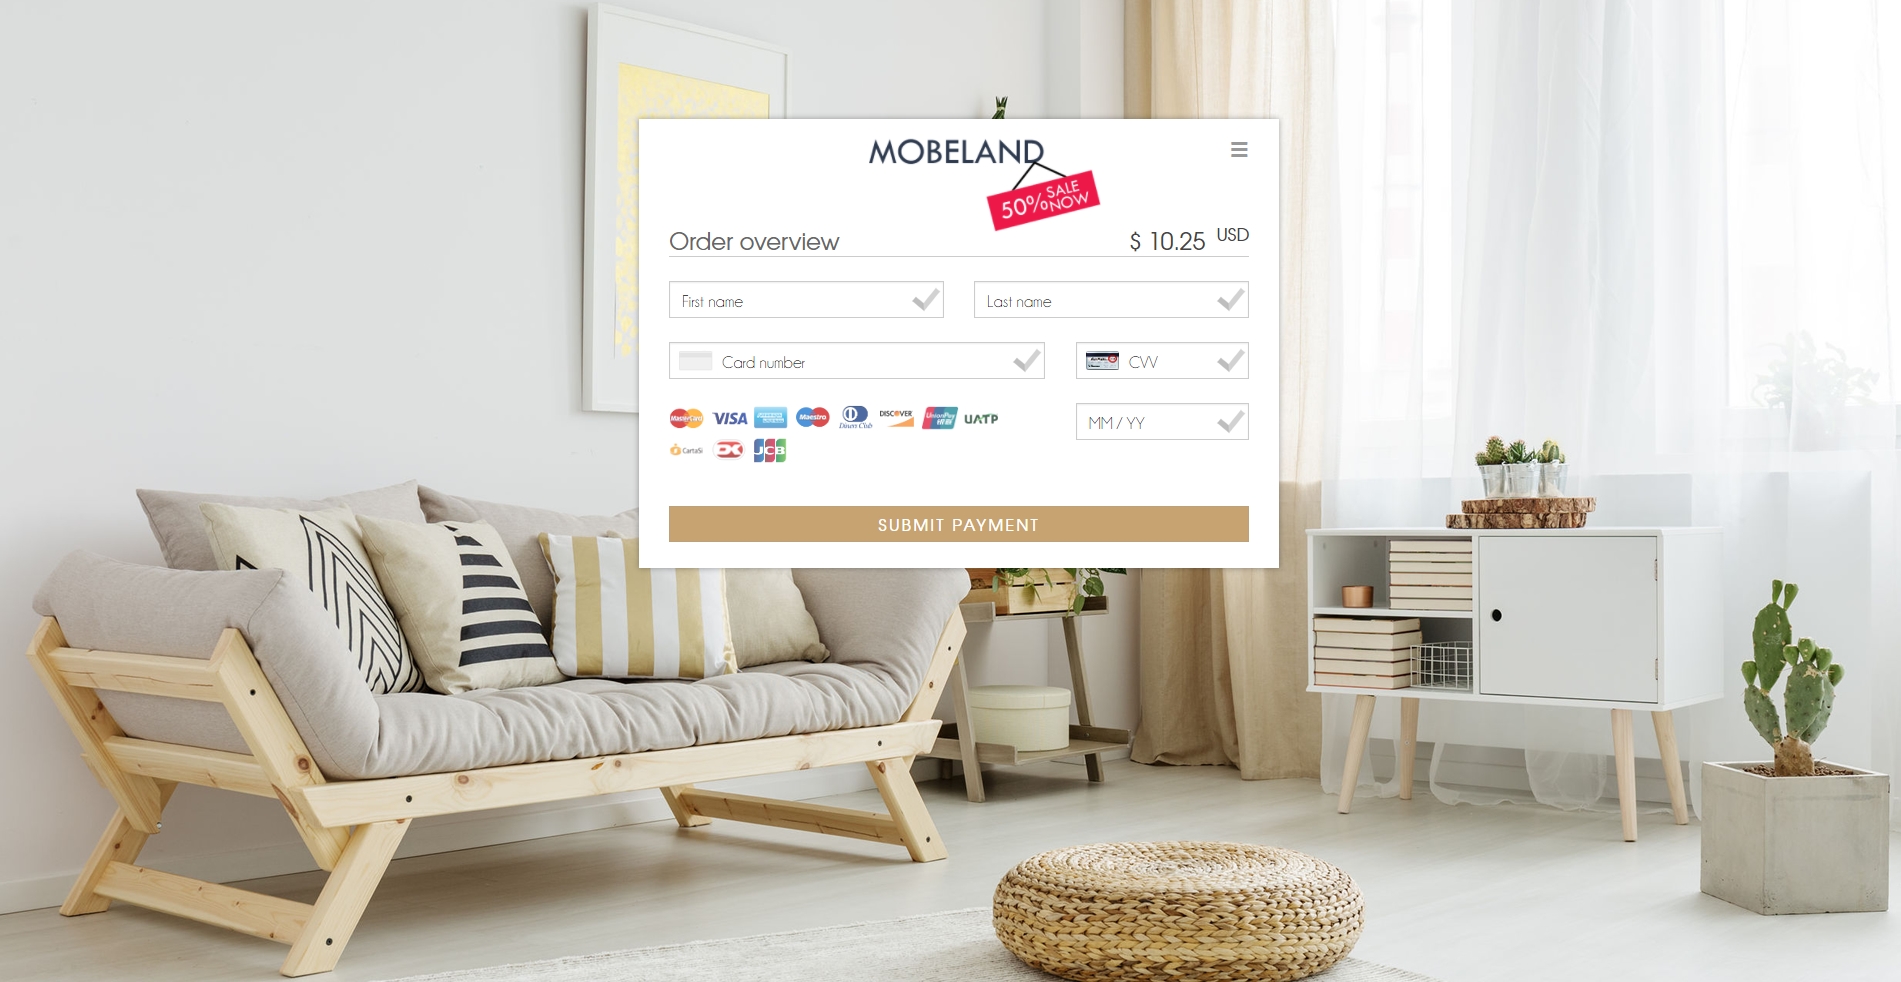 MOBELAND
50% SALE NOW
Order overview
$ 10.25 USD
First name
Last name
Card number
CVV
MasterCard VISA Maestro Diners Club DISCOVER UnionPay UATP
MM / YY
CartaSi DK JCB
SUBMIT PAYMENT